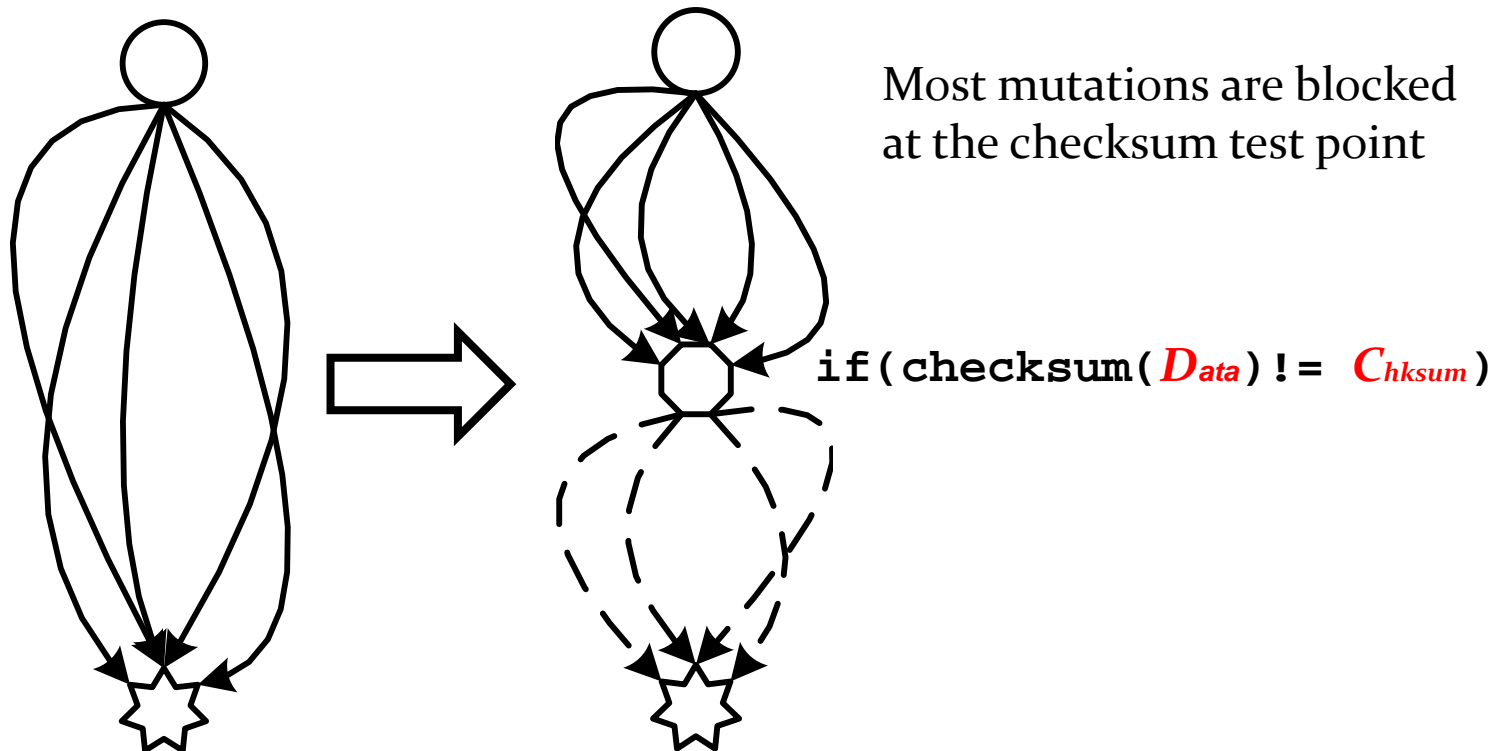 Most mutations are blocked
at the checksum test point
if(checksum(Data)!= Chksum)